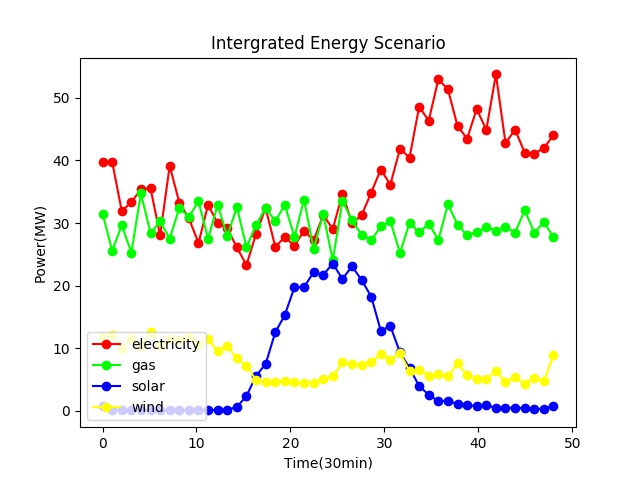 Intergrated Energy Scenario
Power(MW)
50
40
30
20
10
0
electricity
gas
solar
wind
0 10 20 30 40 50
Time(30min)